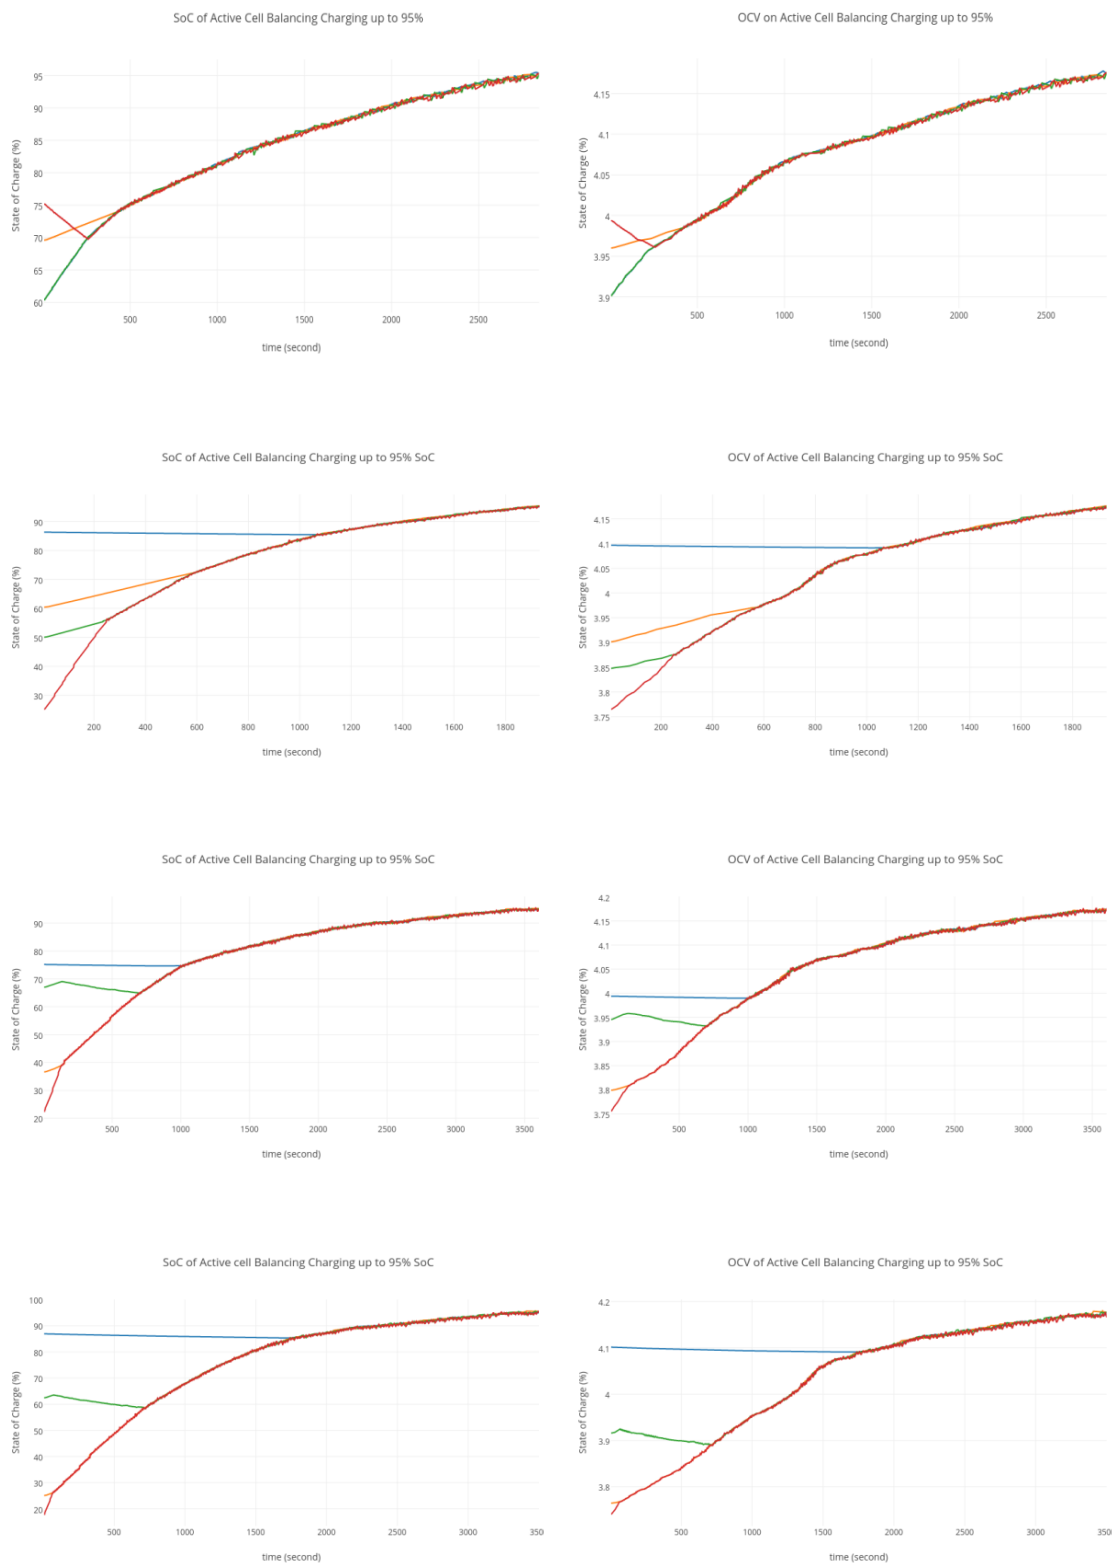 SoC of Active Cell Balancing Charging up to 95%
State of Charge (%)
95
90
85
80
75
70
65
60
500 1000 1500 2000 2500
time (second)
OCV on Active Cell Balancing Charging up to 95%
State of Charge (%)
4.15
4.1
4.05
4
3.95
3.9
500 1000 1500 2000 2500
time (second)
SoC of Active Cell Balancing Charging up to 95% SoC
State of Charge (%)
90
80
70
60
50
40
30
200 400 600 800 1000 1200 1400 1600 1800
time (second)
OCV of Active Cell Balancing Charging up to 95% SoC
State of Charge (%)
4.15
4.1
4.05
4
3.95
3.9
3.85
3.8
3.75
200 400 600 800 1000 1200 1400 1600 1800
time (second)
SoC of Active Cell Balancing Charging up to 95% SoC
State of Charge (%)
90
80
70
60
50
40
30
20
500 1000 1500 2000 2500 3000 3500
time (second)
OCV of Active Cell Balancing Charging up to 95% SoC
State of Charge (%)
4.2
4.15
4.1
4.05
4
3.95
3.9
3.85
3.8
3.75
500 1000 1500 2000 2500 3000 3500
time (second)
SoC of Active cell Balancing Charging up to 95% SoC
State of Charge (%)
100
90
80
70
60
50
40
30
20
500 1000 1500 2000 2500 3000
time (second)
OCV of Active Cell Balancing Charging up to 95% SoC
State of Charge (%)
4.2
4.1
4
3.9
3.8
500 1000 1500 2000 2500 3000
time (second)